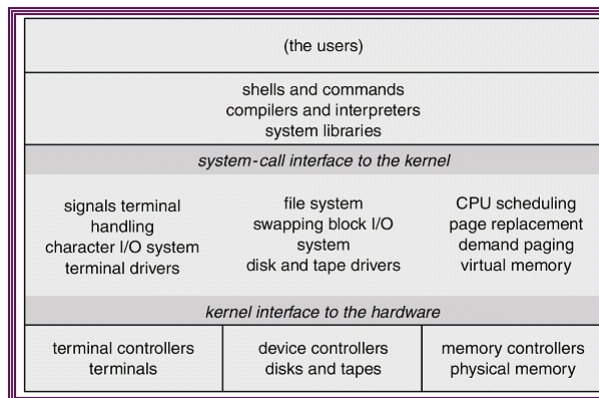 (the users)
shells and commands
compilers and interpreters
system libraries
system-call interface to the kernel
signals terminal
handling
character I/O system
terminal drivers
file system
swapping block I/O
system
disk and tape drivers
CPU scheduling
page replacement
demand paging
virtual memory
kernel interface to the hardware
terminal controllers
terminals
device controllers
disks and tapes
memory controllers
physical memory